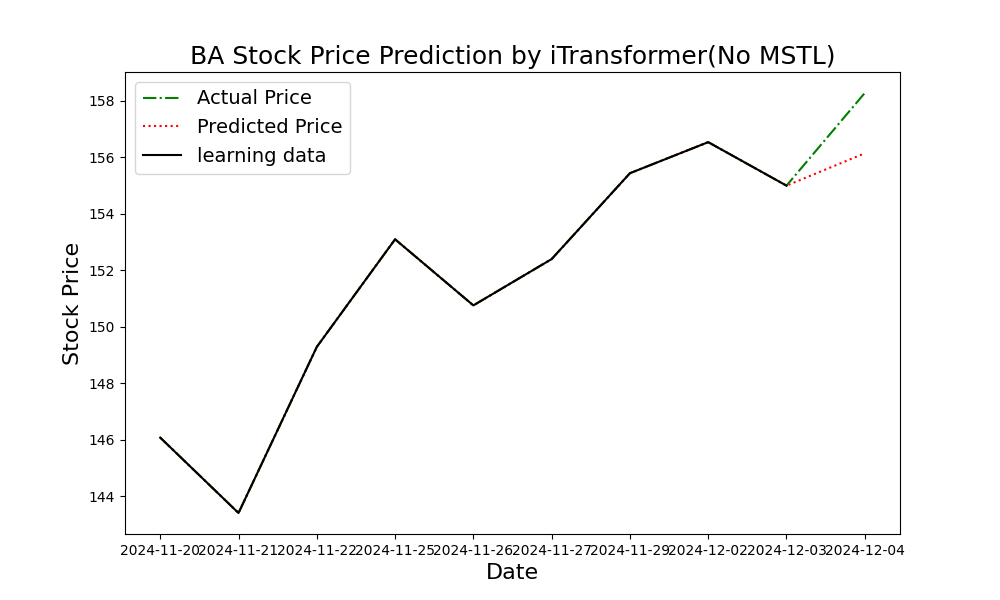 BA Stock Price Prediction by iTransformer(No MSTL)
Actual Price
Predicted Price
learning data
158
156
154
152
150
148
146
144
Stock Price
2024-11-20 2024-11-21 2024-11-22 2024-11-25 2024-11-26 2024-11-27 2024-11-29 2024-12-02 2024-12-03 2024-12-04
Date